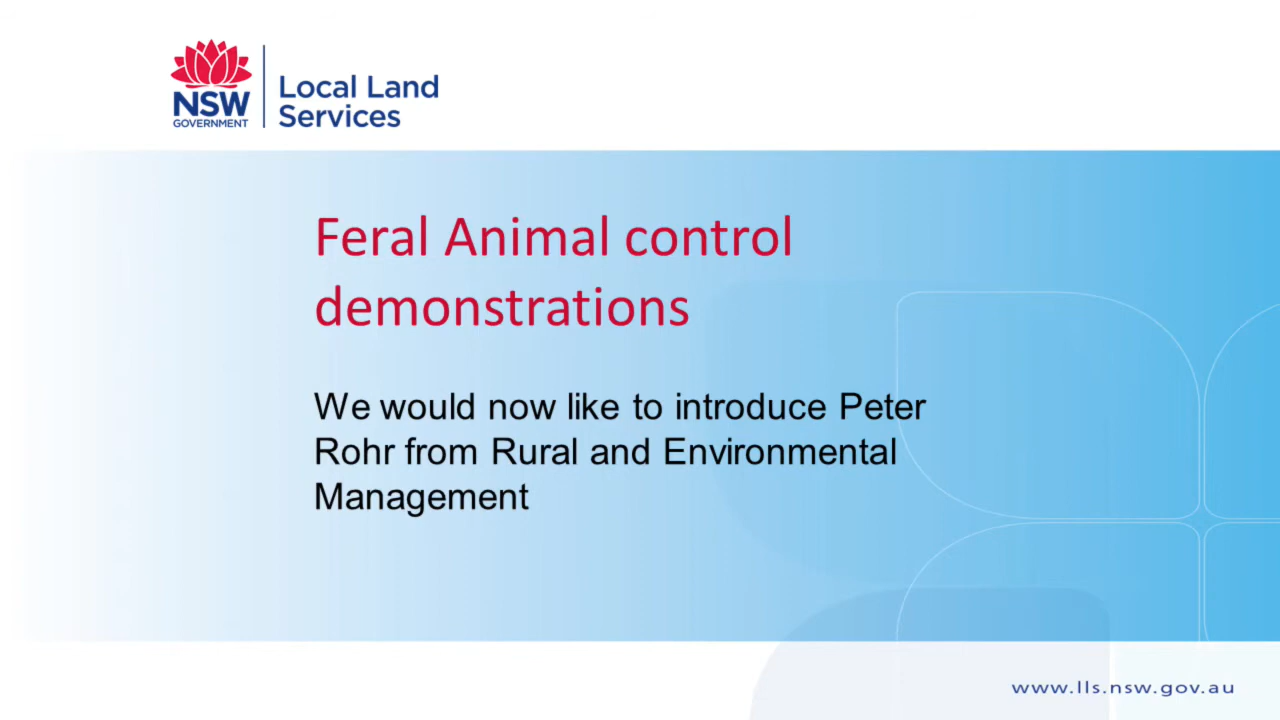 NSW
GOVERNMENT
Local Land
Services
Feral Animal control
demonstrations
We would now like to introduce Peter
Rohr from Rural and Environmental
Management
www.lls.nsw.gov.au